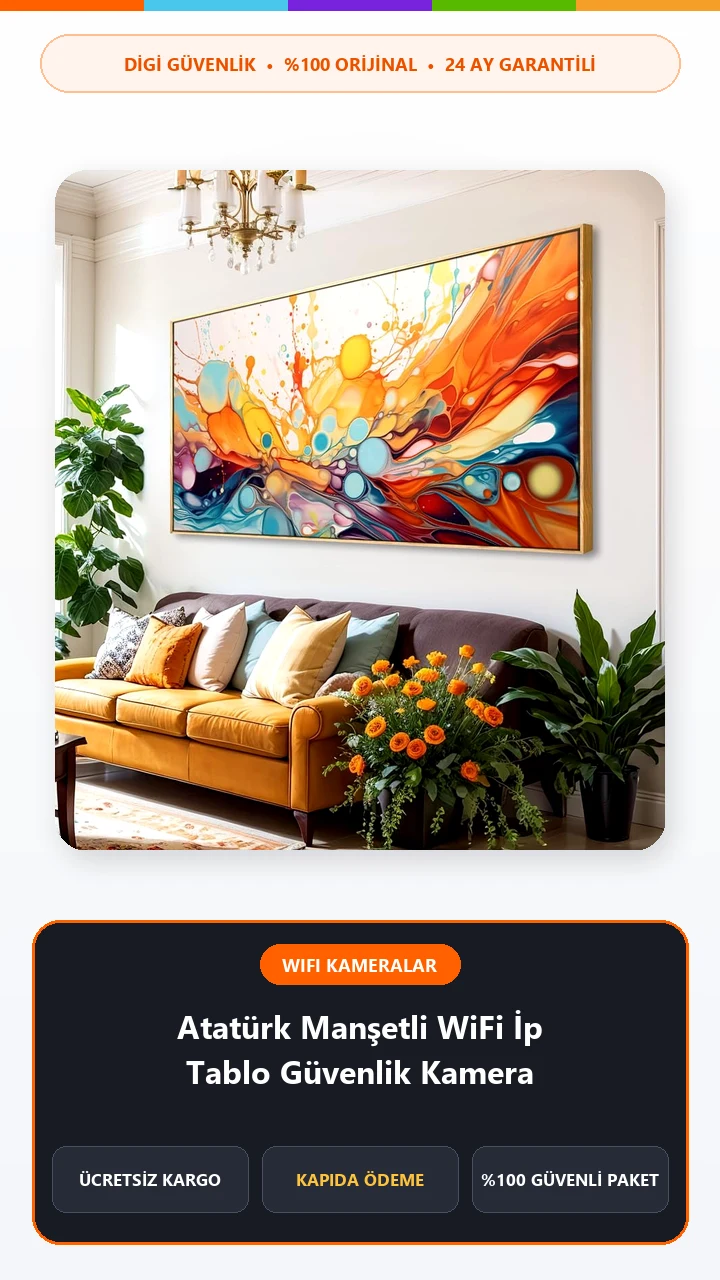 DİGİ GÜVENLİK • %100 ORİJİNAL • 24 AY GARANTİLİ
WIFI KAMERALAR
Atatürk Manşetli WiFi İp
Tablo Güvenlik Kamera
ÜCRETSİZ KARGO
KAPIDA ÖDEME
%100 GÜVENLİ PAKET